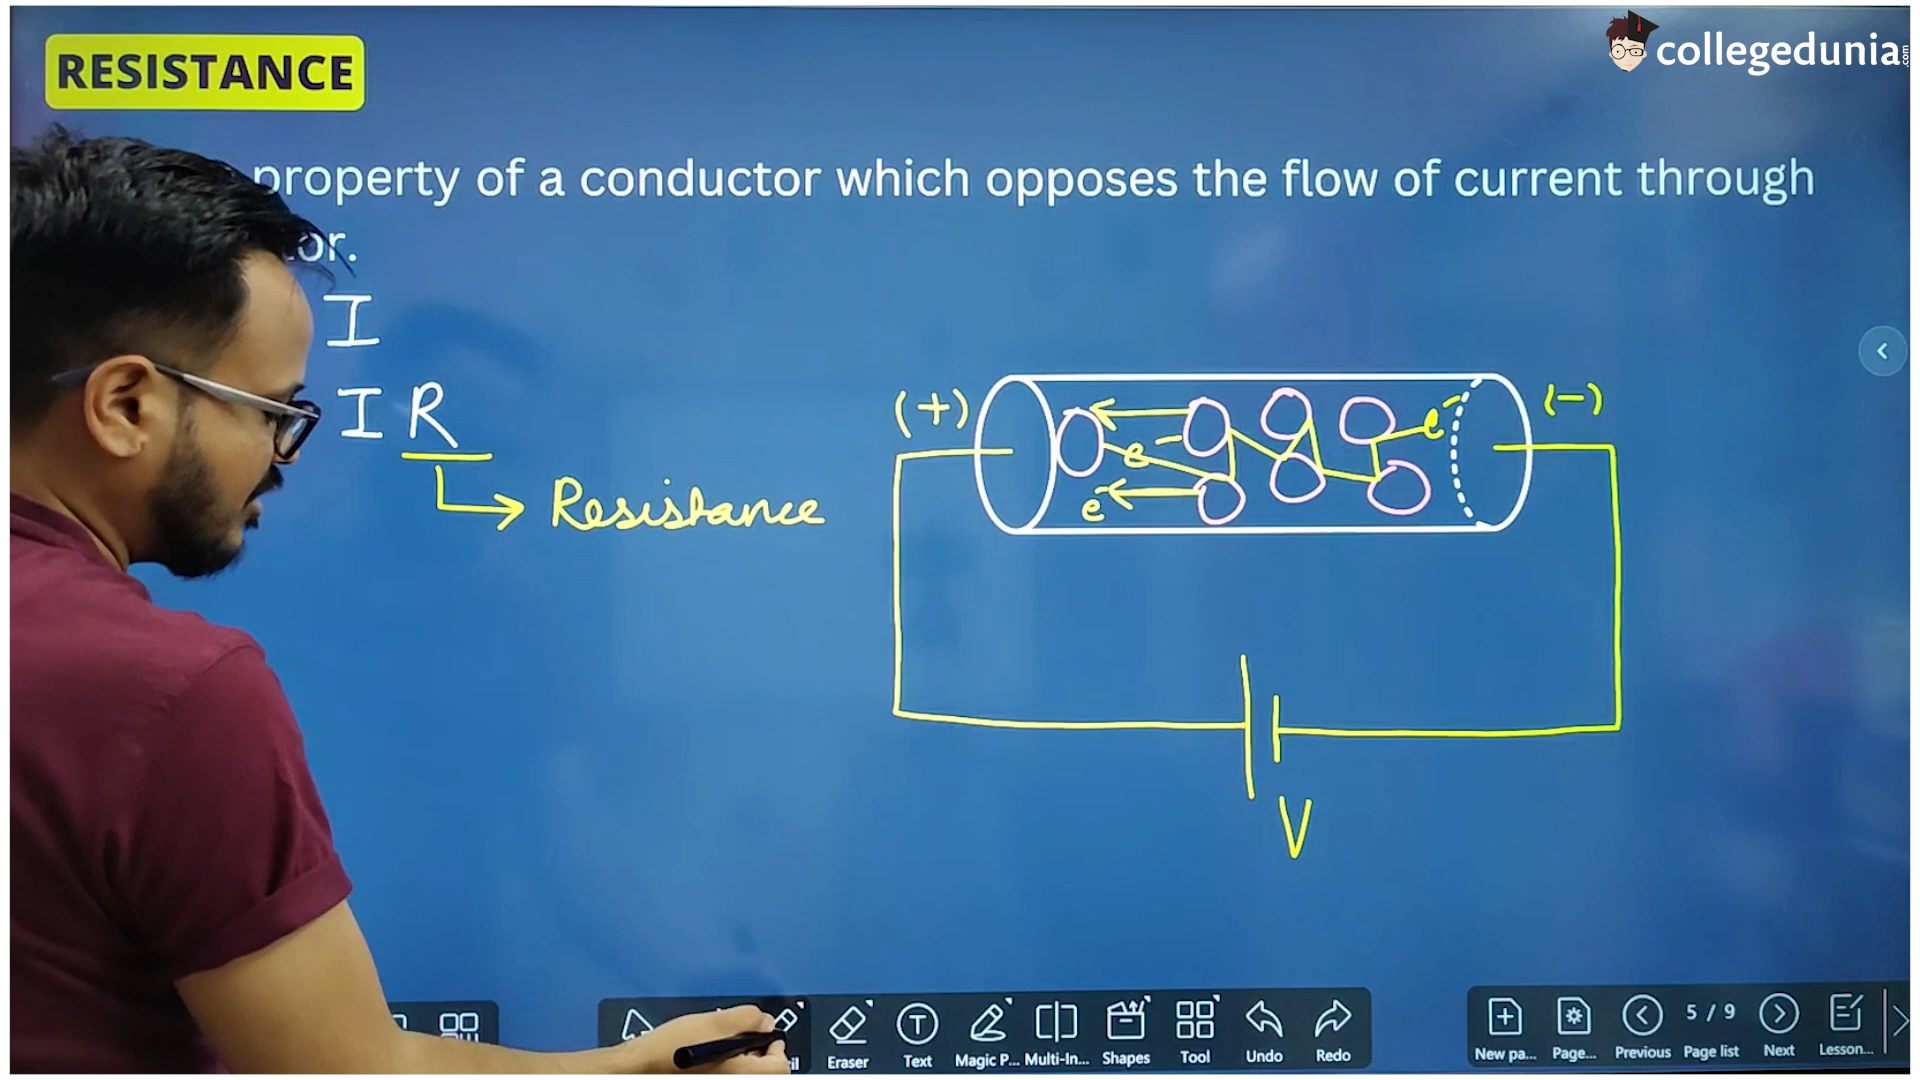 RESISTANCE
collegedunia
.com
property of a conductor which opposes the flow of current through
or.
I
I R
Resistance
(+)
e-
e-
e-
(-)
V
Eraser
Text
Magic P...
Multi-In...
Shapes
Tool
Undo
Redo
New pa...
Page...
Previous
5 / 9
Page list
Next
Lesson...